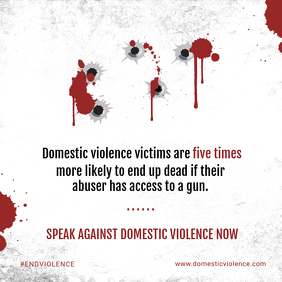 Domestic violence victims are five times
more likely to end up dead if their
abuser has access to a gun.
SPEAK AGAINST DOMESTIC VIOLENCE NOW
#ENDVIOLENCE
www.domesticviolence.com